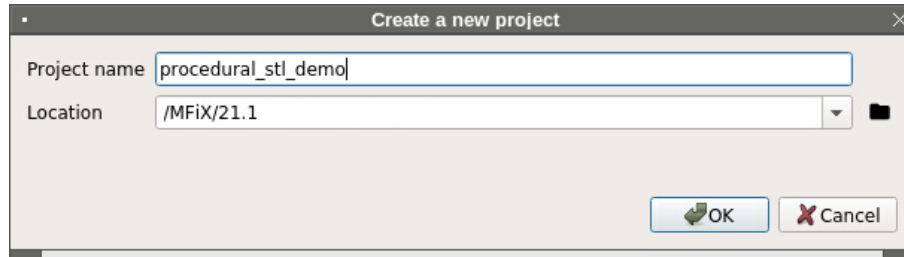 Create a new project
Project name procedural_stl_demo
Location /MFiX/21.1
OK Cancel